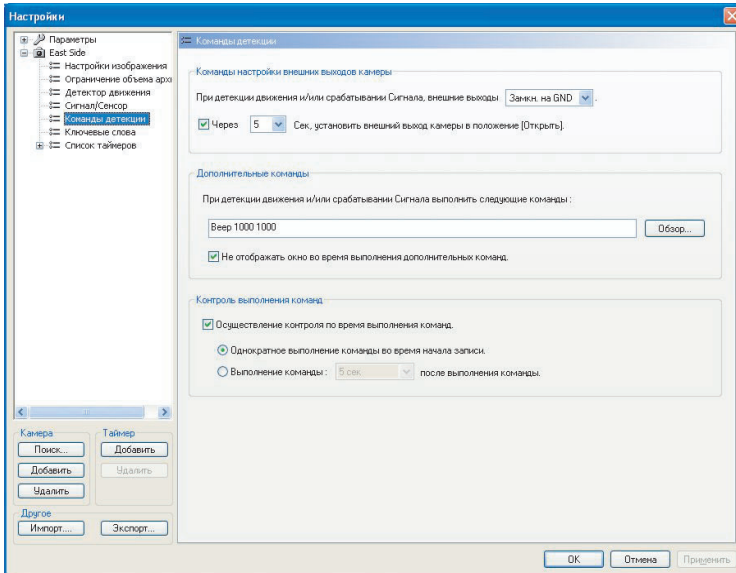 Настройки
Параметры
East Side
Настройки изображения
Ограничение объема архи
Детектор движения
Сигнал/Сенсор
Команды детекции
Ключевые слова
Список таймеров
Камера
Таймер
Поиск...
Добавить
Добавить
Удалить
Удалить
Другое
Импорт....
Экспорт...
Команды детекции
Команды настройки внешних выходов камеры
При детекции движения и/или срабатывании Сигнала, внешние выходы Замкн. на GND .
Через 5 Сек, установить внешний выход камеры в положение [Открыть].
Дополнительные команды
При детекции движения и/или срабатывании Сигнала выполнить следующие команды :
Beep 1000 1000 Обзор...
Не отображать окно во время выполнения дополнительных команд.
Контроль выполнения команд
Осуществление контроля по время выполнения команд.
Однократное выполнение команды во время начала записи.
Выполнение команды : 5 сек после выполнения команды.
OK Отмена Применить